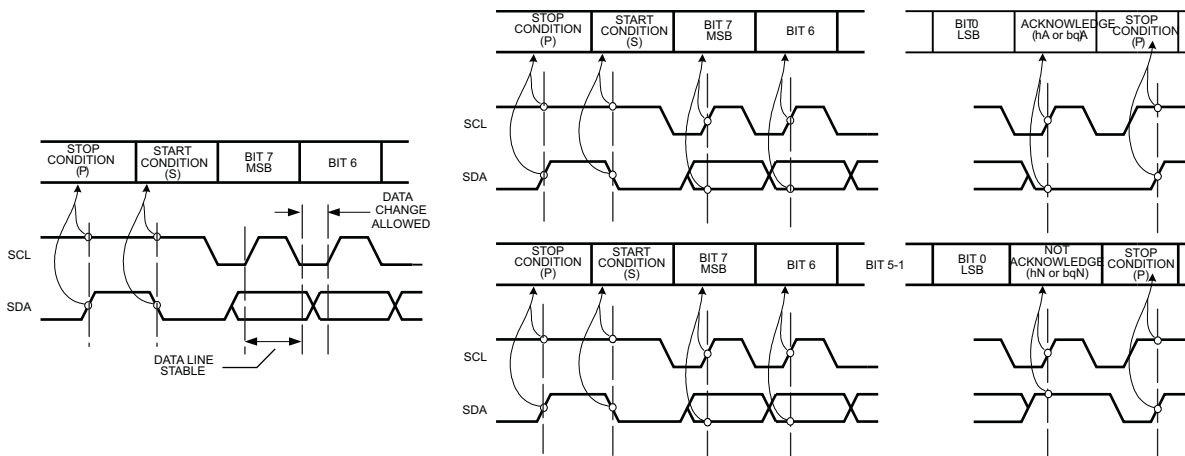 STOP
CONDITION
(P)
START
CONDITION
(S)
BIT 7
MSB
BIT 6
DATA
CHANGE
ALLOWED
SCL
SDA
DATA LINE
STABLE
STOP
CONDITION
(P)
START
CONDITION
(S)
BIT 7
MSB
BIT 6
BIT0
LSB
ACKNOWLEDGE
(hA or bqA)
STOP
CONDITION
(P)
SCL
SDA
STOP
CONDITION
(P)
START
CONDITION
(S)
BIT 7
MSB
BIT 6
BIT 5-1
BIT 0
LSB
NOT
ACKNOWLEDGE
(hN or bqN)
STOP
CONDITION
(P)
SCL
SDA